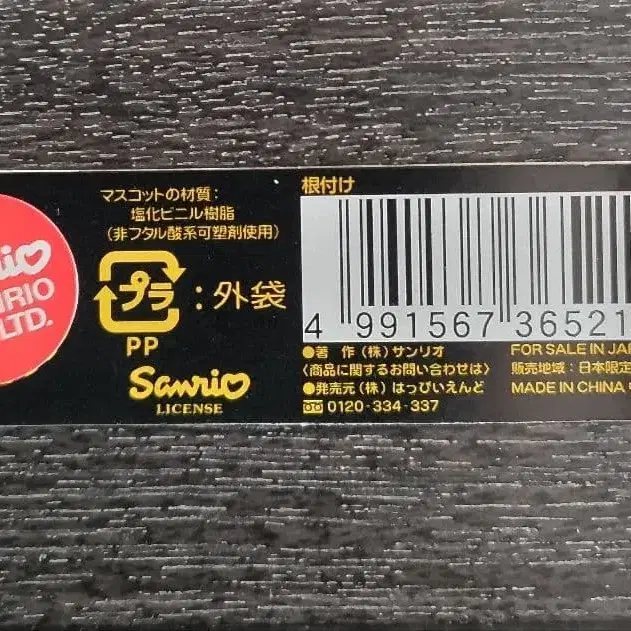 マスコットの材質:
塩化ビニル樹脂
(非フタル酸系可塑剤使用)
プラ
:外袋
PP
Sanrio
LICENSE
根付け
4 991567 36521
●著 作(株)サンリオ
〈商品に関するお問い合わせは〉
●発売元(株)はっぴいえんど
0120-334-337
FOR SALE IN JA
販売地域:日本限定
MADE IN CHINA
LTD.